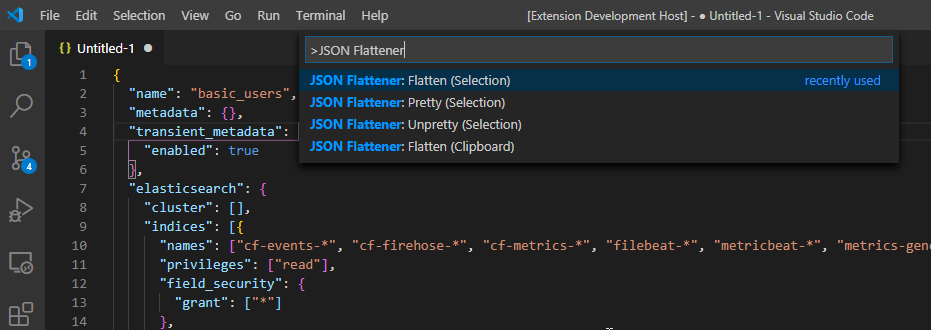 File Edit Selection View Go Run Terminal Help [Extension Development Host] - ● Untitled-1 - Visual Studio Code
{} Untitled-1 ●
>JSON Flattener
JSON Flattener: Flatten (Selection) recently used
JSON Flattener: Pretty (Selection)
JSON Flattener: Unpretty (Selection)
JSON Flattener: Flatten (Clipboard)
1
4
1 {
2 "name": "basic_users",
3 "metadata": {},
4 "transient_metadata":
5 "enabled": true
6 },
7 "elasticsearch": {
8 "cluster": [],
9 "indices": [{
10 "names": ["cf-events-*", "cf-firehose-*", "cf-metrics-*", "filebeat-*", "metricbeat-*", "metrics-gen
11 "privileges": ["read"],
12 "field_security": {
13 "grant": ["*"]
14 },